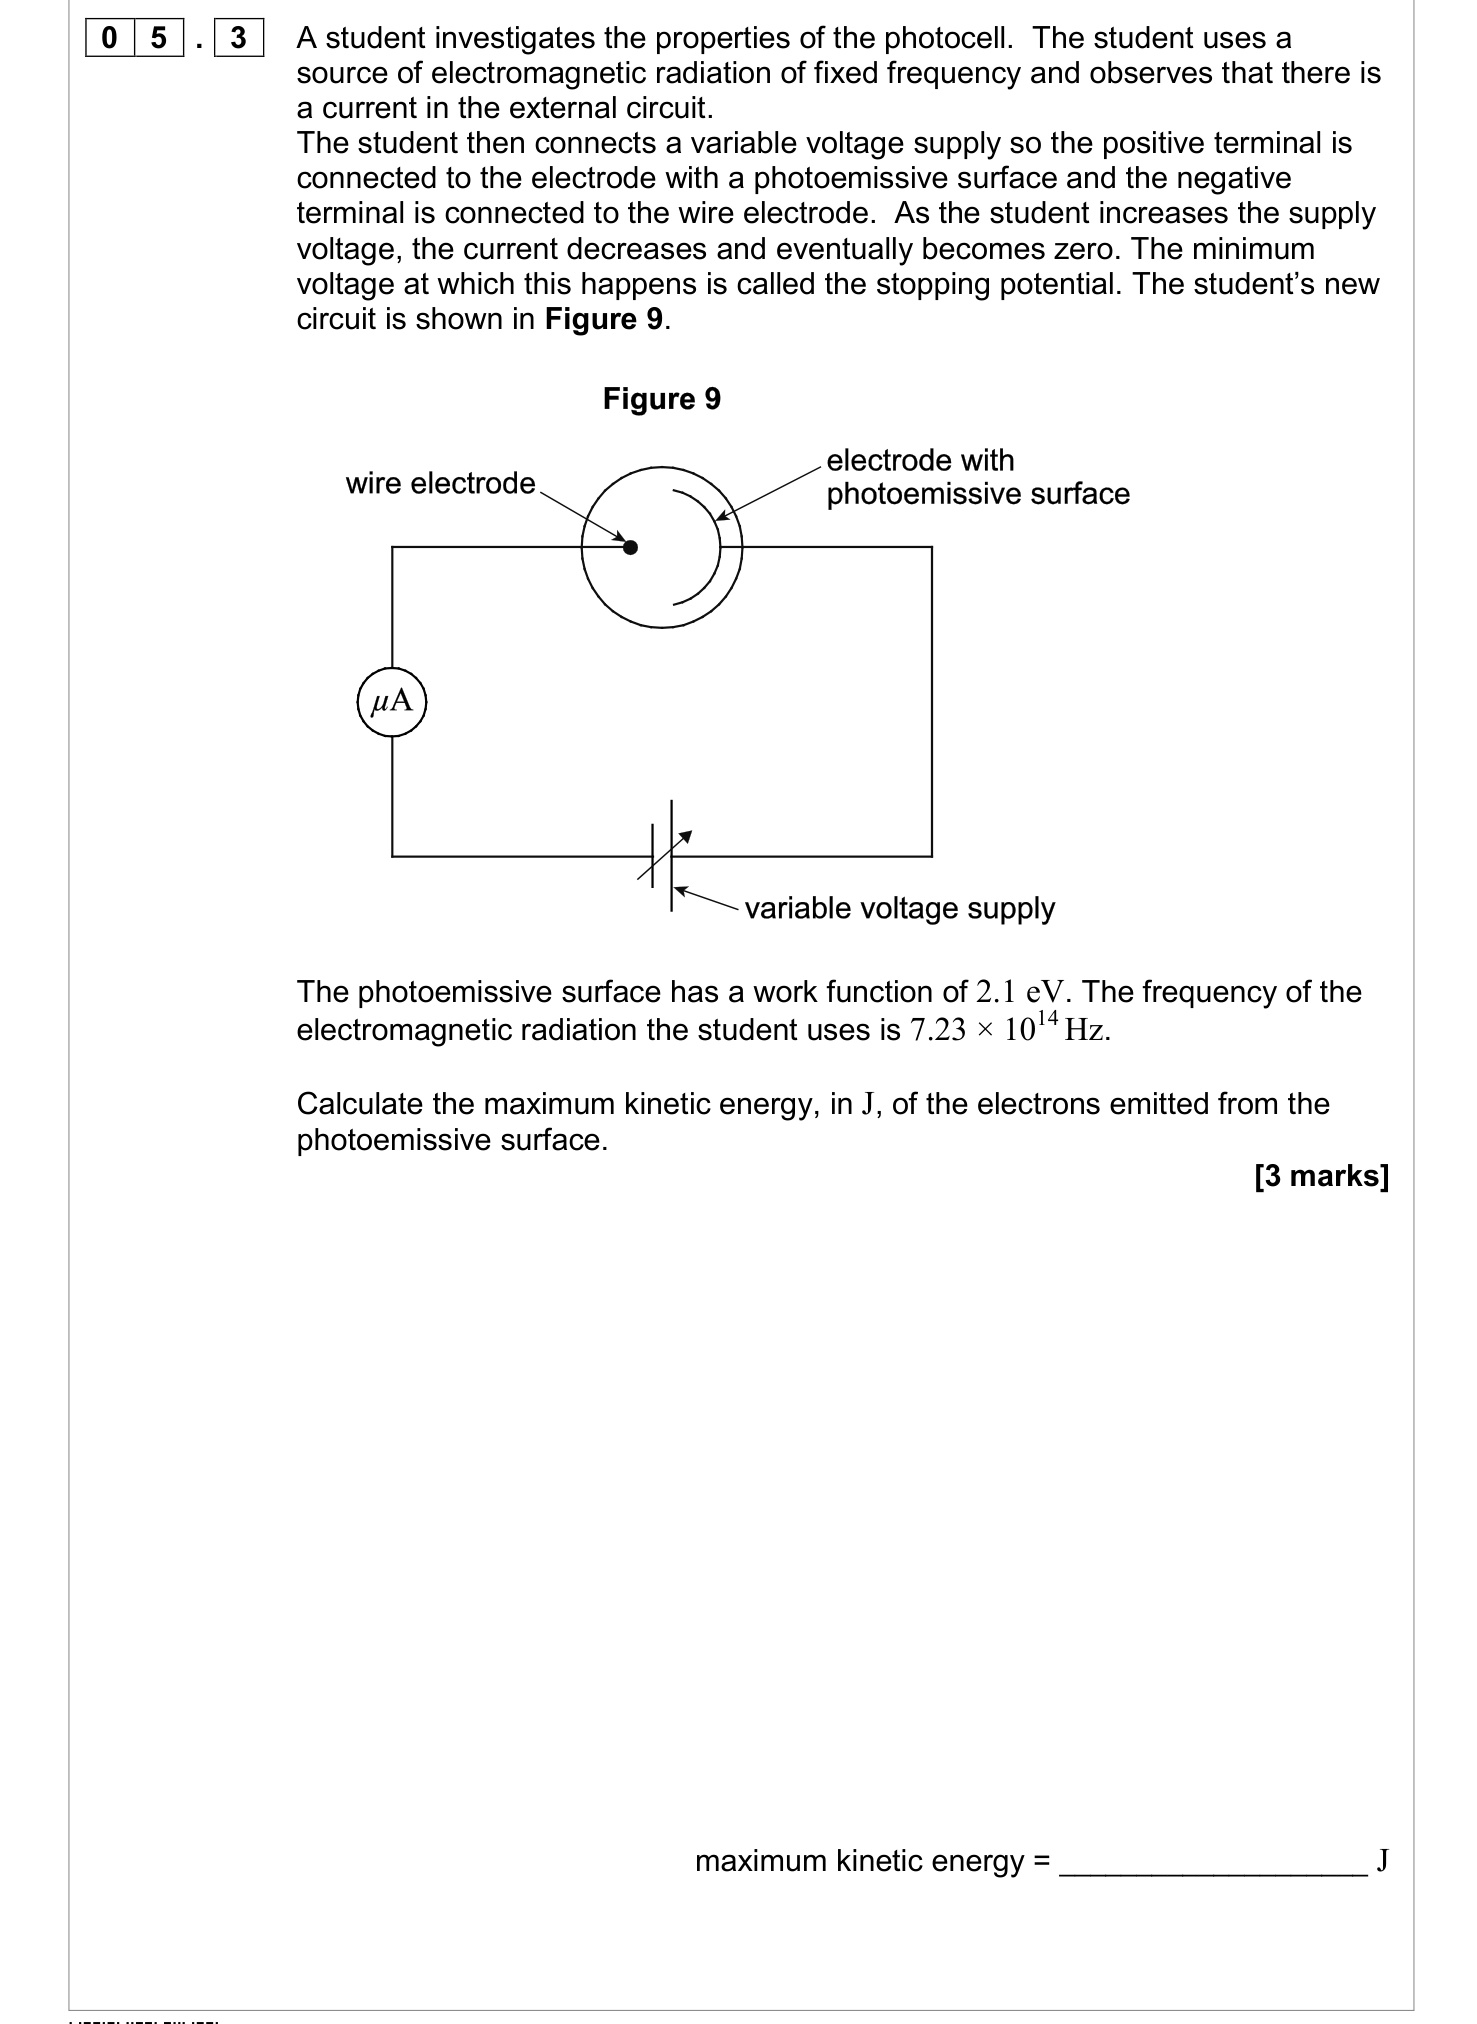 0 5 . 3 A student investigates the properties of the photocell. The student uses a
source of electromagnetic radiation of fixed frequency and observes that there is
a current in the external circuit.
The student then connects a variable voltage supply so the positive terminal is
connected to the electrode with a photoemissive surface and the negative
terminal is connected to the wire electrode. As the student increases the supply
voltage, the current decreases and eventually becomes zero. The minimum
voltage at which this happens is called the stopping potential. The student’s new
circuit is shown in Figure 9.
Figure 9
wire electrode
electrode with
photoemissive surface
μA
variable voltage supply
The photoemissive surface has a work function of 2.1 eV. The frequency of the
electromagnetic radiation the student uses is 7.23 × 10¹⁴ Hz.
Calculate the maximum kinetic energy, in J, of the electrons emitted from the
photoemissive surface.
[3 marks]
maximum kinetic energy = ____________________ J